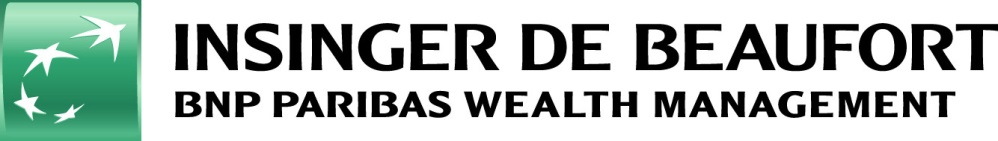 INSINGER DE BEAUFORT
BNP PARIBAS WEALTH MANAGEMENT